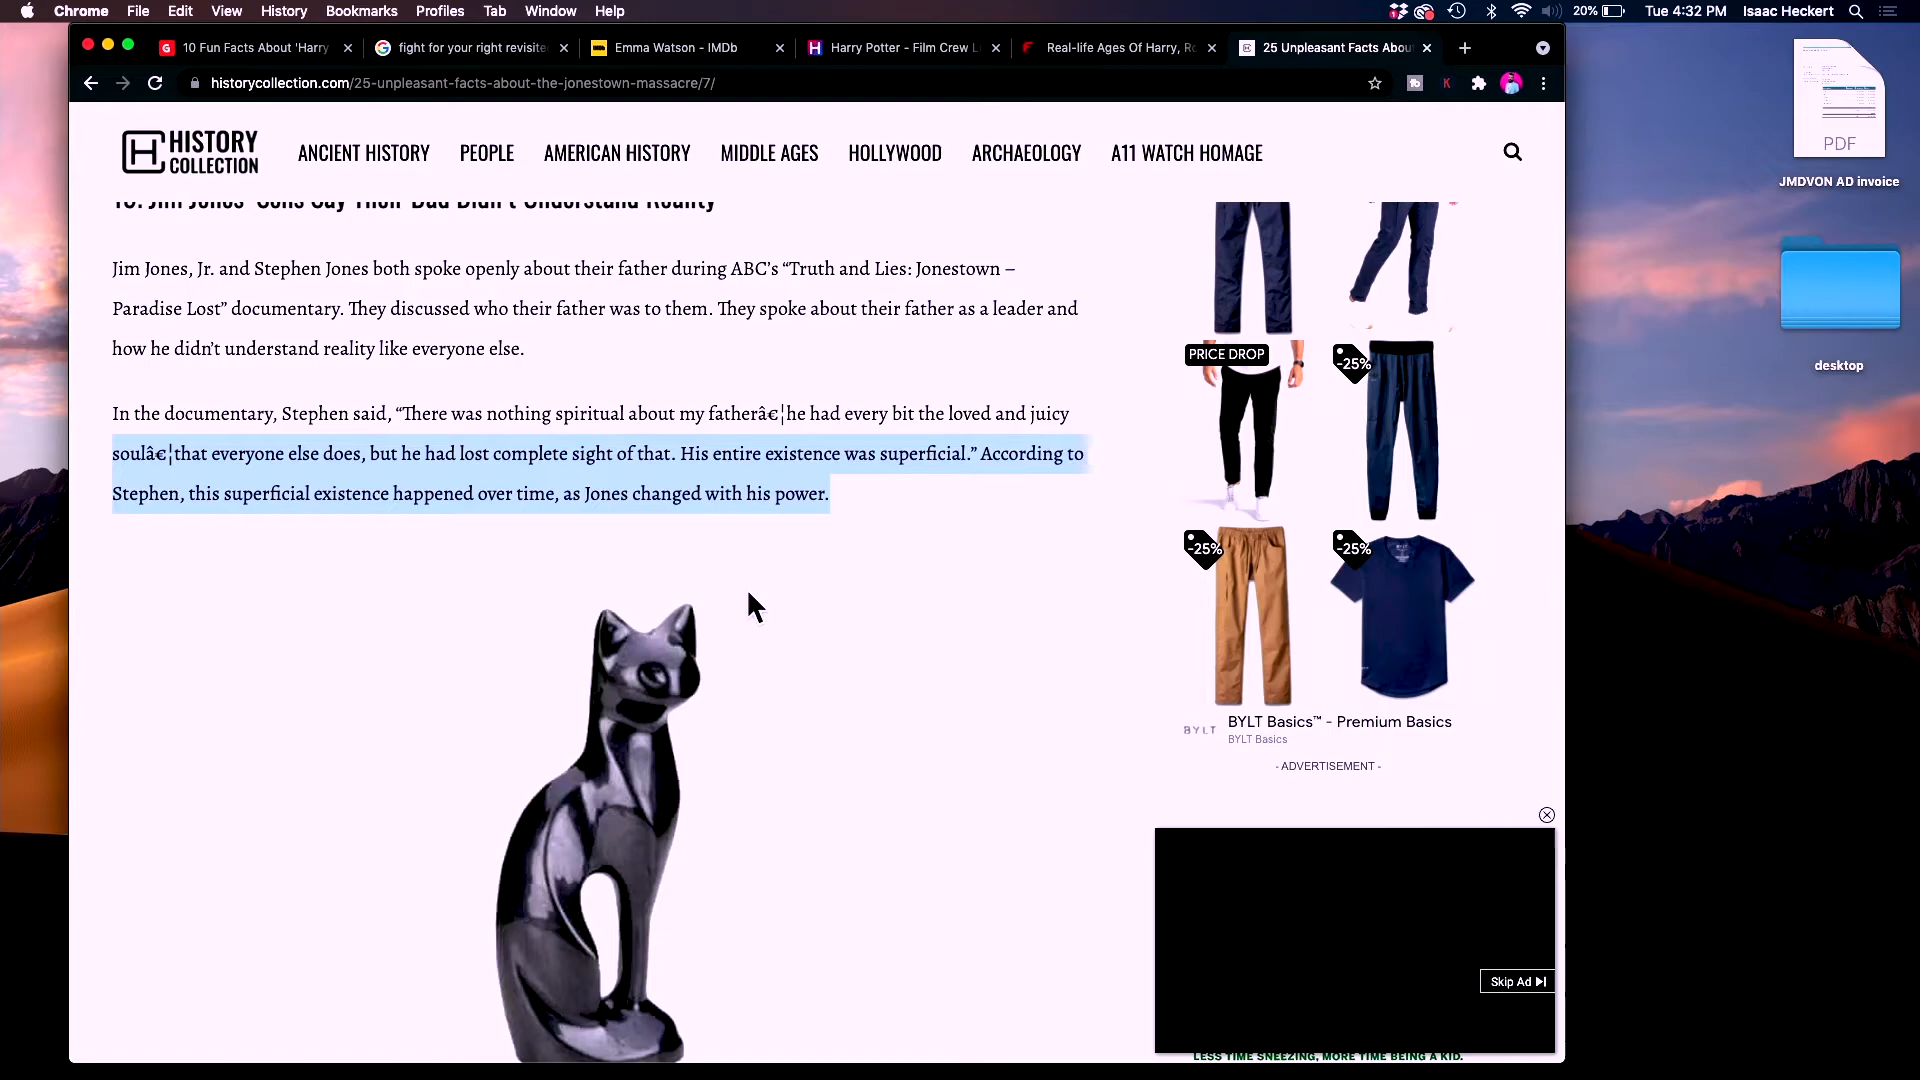 Chrome File Edit View History Bookmarks Profiles Tab Window Help 20% Tue 4:32 PM Isaac Heckert
10 Fun Facts About 'Harry fight for your right revisite Emma Watson - IMDb Harry Potter - Film Crew L Real-life Ages Of Harry, Ro 25 Unpleasant Facts Abou
historycollection.com/25-unpleasant-facts-about-the-jonestown-massacre/7/
HISTORY COLLECTION ANCIENT HISTORY PEOPLE AMERICAN HISTORY MIDDLE AGES HOLLYWOOD ARCHAEOLOGY A11 WATCH HOMAGE
Jim Jones' Sons Say Their Dad Didn't Understand Reality
Jim Jones, Jr. and Stephen Jones both spoke openly about their father during ABC’s “Truth and Lies: Jonestown –
Paradise Lost” documentary. They discussed who their father was to them. They spoke about their father as a leader and
how he didn’t understand reality like everyone else.
In the documentary, Stephen said, “There was nothing spiritual about my fatherâ€¦he had every bit the loved and juicy
soulâ€¦that everyone else does, but he had lost complete sight of that. His entire existence was superficial.” According to
Stephen, this superficial existence happened over time, as Jones changed with his power.
PRICE DROP
-25%
-25%
-25%
BYLT
BYLT Basics™ - Premium Basics
BYLT Basics
- ADVERTISEMENT -
Skip Ad
LESS TIME SNEEZING, MORE TIME BEING A KID.
PDF
JMDVON AD invoice
desktop